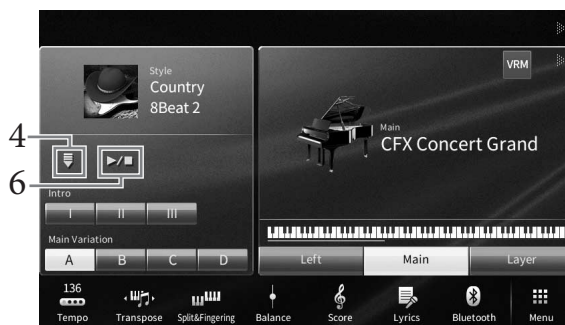 Style
Country
8Beat 2
4
6
Intro
I
II
III
Main Variation
A
B
C
D
VRM
Main
CFX Concert Grand
Left
Main
Layer
136
Tempo
Transpose
Split&Fingering
Balance
Score
Lyrics
Bluetooth
Menu